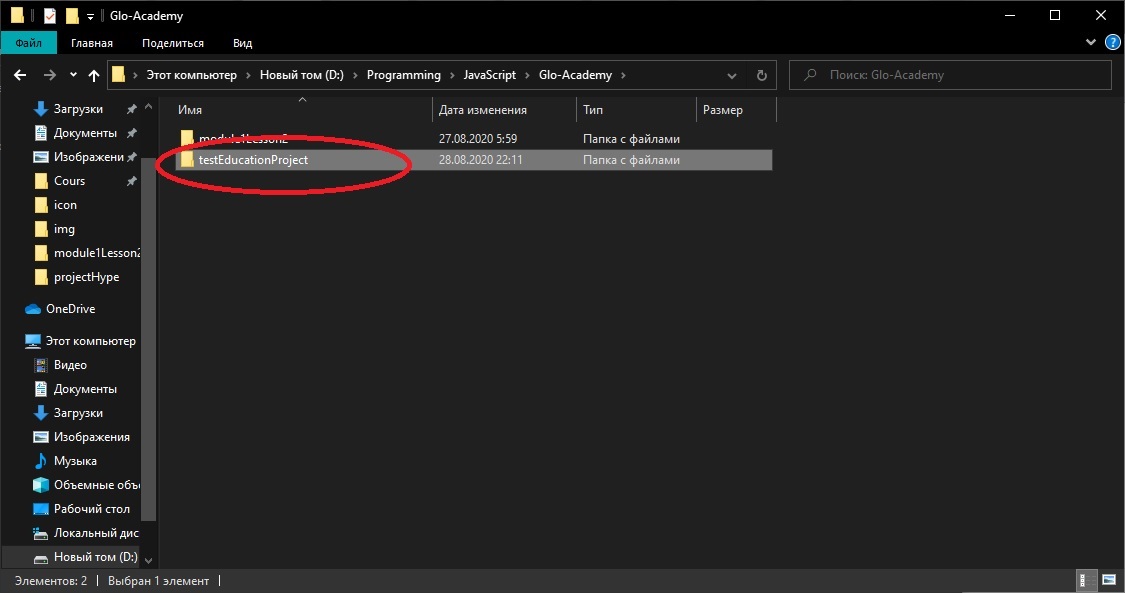 Glo-Academy
Файл Главная Поделиться Вид
Этот компьютер Новый том (D:) Programming JavaScript Glo-Academy
Поиск: Glo-Academy
Имя Дата изменения Тип Размер
module1Lesson2 27.08.2020 5:59 Папка с файлами
testEducationProject 28.08.2020 22:11 Папка с файлами
Загрузки
Документы
Изображени
Cours
icon
img
module1Lesson2
projectHype
OneDrive
Этот компьютер
Видео
Документы
Загрузки
Изображения
Музыка
Объемные объ
Рабочий стол
Локальный дис
Новый том (D:)
Элементов: 2 Выбран 1 элемент